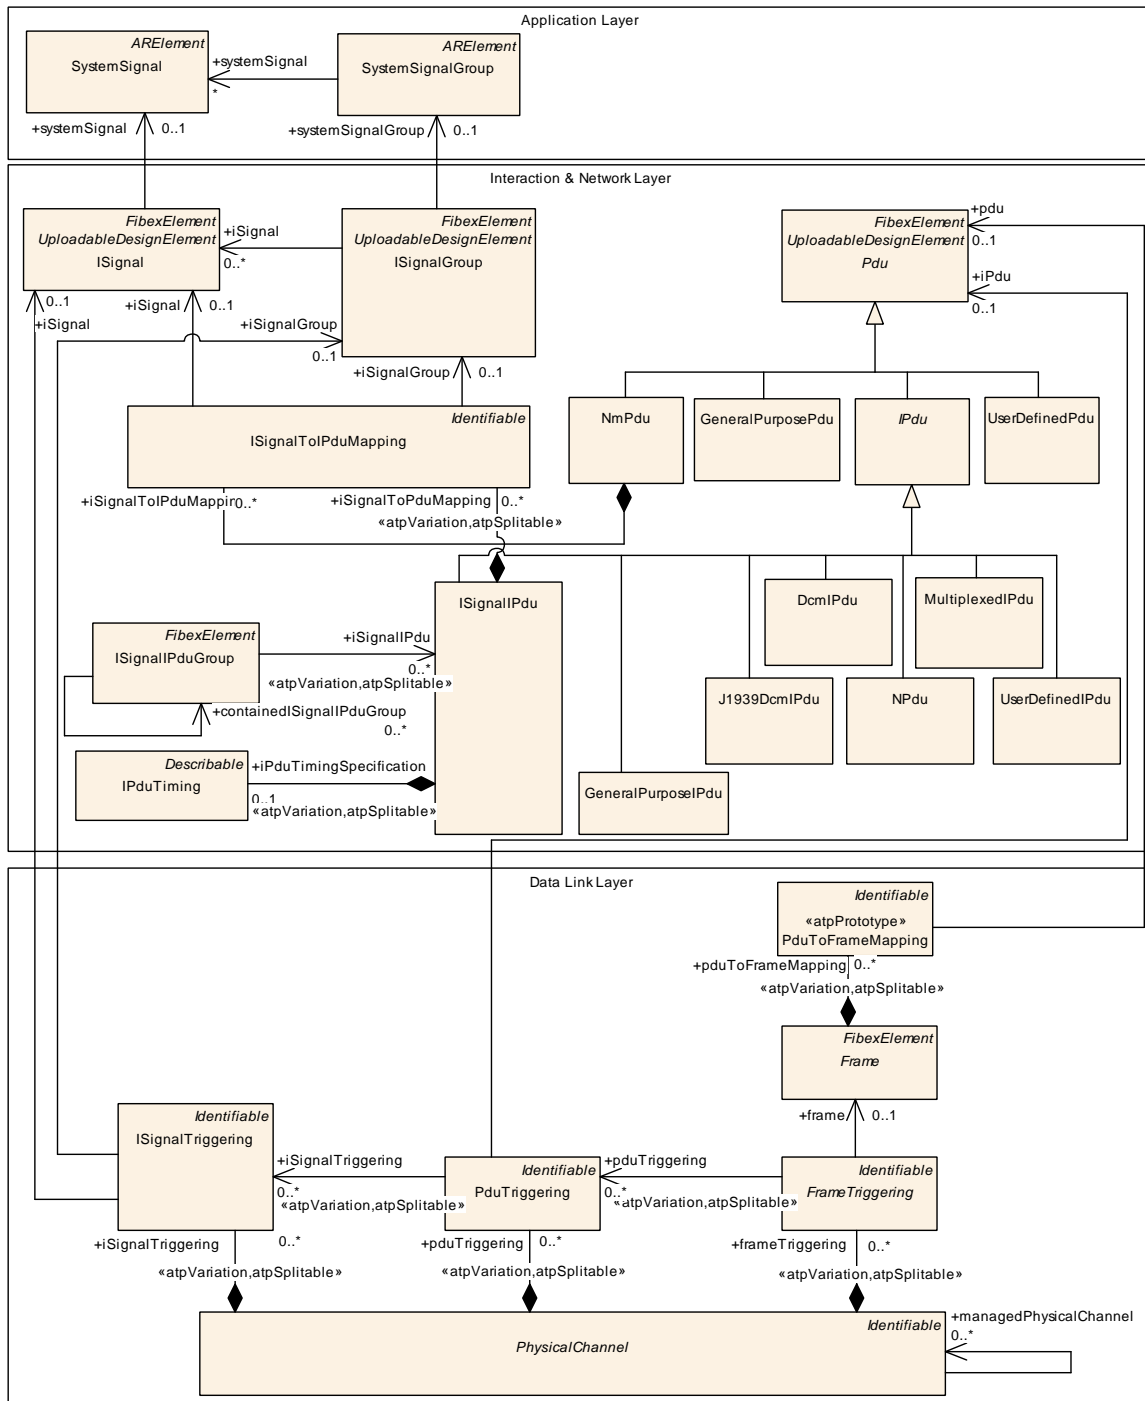 Application Layer
ARElement
SystemSignal
+systemSignal
*
ARElement
SystemSignalGroup
+systemSignal
0..1
+systemSignalGroup
0..1
Interaction & Network Layer
FibexElement
UploadableDesignElement
ISignal
+iSignal
0..*
FibexElement
UploadableDesignElement
ISignalGroup
FibexElement
UploadableDesignElement
Pdu
+pdu
0..1
+iPdu
0..1
0..1
+iSignal
+iSignal
0..1
+iSignalGroup
0..1
+iSignalGroup
0..1
Identifiable
ISignalToIPduMapping
NmPdu
GeneralPurposePdu
IPdu
UserDefinedPdu
+iSignalToIPduMapping
0..*
+iSignalToPduMapping
0..*
«atpVariation,atpSplitable»
ISignalIPdu
DcmIPdu
MultiplexedIPdu
FibexElement
ISignalIPduGroup
+iSignalIPdu
0..*
«atpVariation,atpSplitable»
+containedISignalIPduGroup
0..*
J1939DcmIPdu
NPdu
UserDefinedIPdu
Describable
IPduTiming
+iPduTimingSpecification
0..1
«atpVariation,atpSplitable»
GeneralPurposeIPdu
Data Link Layer
Identifiable
«atpPrototype»
PduToFrameMapping
+pduToFrameMapping
0..*
«atpVariation,atpSplitable»
FibexElement
Frame
+frame
0..1
Identifiable
ISignalTriggering
+iSignalTriggering
0..*
«atpVariation,atpSplitable»
Identifiable
PduTriggering
+pduTriggering
0..*
«atpVariation,atpSplitable»
Identifiable
FrameTriggering
+iSignalTriggering
0..*
«atpVariation,atpSplitable»
+pduTriggering
0..*
«atpVariation,atpSplitable»
+frameTriggering
0..*
«atpVariation,atpSplitable»
Identifiable
PhysicalChannel
+managedPhysicalChannel
0..*